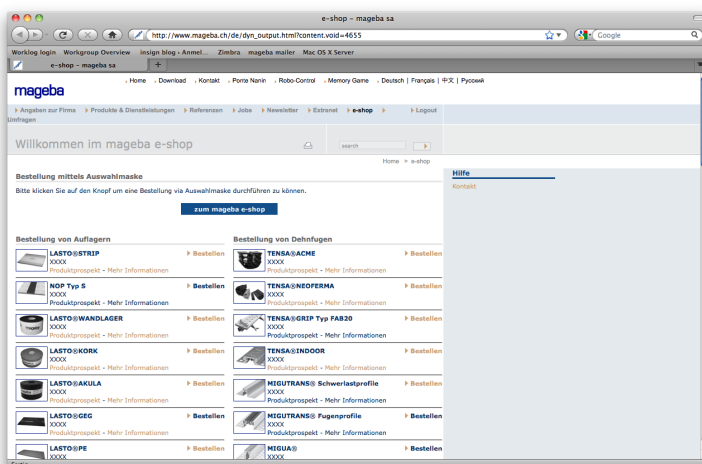 e-shop – mageba sa
http://www.mageba.ch/de/dyn_output.html?content.void=4655
Google
Worklog login Workgroup Overview insign blog - Anmel... Zimbra mageba mailer Mac OS X Server
e-shop – mageba sa
+
Home Download Kontakt Ponte Nanin Robo-Control Memory Game Deutsch | Français | 中文 | Русский
mageba
Angaben zur Firma Produkte & Dienstleistungen Referenzen Jobs Newsletter Extranet e-shop Logout
Umfragen
Willkommen im mageba e-shop
search
Home > e-shop
Hilfe
Kontakt
Bestellung mittels Auswahlmaske
Bitte klicken Sie auf den Knopf um eine Bestellung via Auswahlmaske durchführen zu können.
zum mageba e-shop
Bestellung von Auflagern
LASTO®STRIP Bestellen
XXXX
Produktprospekt - Mehr Informationen
NOP Typ S Bestellen
XXXX
Produktprospekt - Mehr Informationen
LASTO®WANDLAGER Bestellen
XXXX
Produktprospekt - Mehr Informationen
LASTO®KORK Bestellen
XXXX
Produktprospekt - Mehr Informationen
LASTO®AKULA Bestellen
XXXX
Produktprospekt - Mehr Informationen
LASTO®GEG Bestellen
XXXX
Produktprospekt - Mehr Informationen
LASTO®PE Bestellen
XXXX
Bestellung von Dehnfugen
TENSA®ACME Bestellen
XXXX
Produktprospekt - Mehr Informationen
TENSA®NEOFERMA Bestellen
XXXX
Produktprospekt - Mehr Informationen
TENSA®GRIP Typ FAB20 Bestellen
XXXX
Produktprospekt - Mehr Informationen
TENSA®INDOOR Bestellen
XXXX
Produktprospekt - Mehr Informationen
MIGUTRANS® Schwerlastprofile Bestellen
XXXX
Produktprospekt - Mehr Informationen
MIGUTRANS® Fugenprofile Bestellen
XXXX
Produktprospekt - Mehr Informationen
MIGUA® Bestellen
XXXX